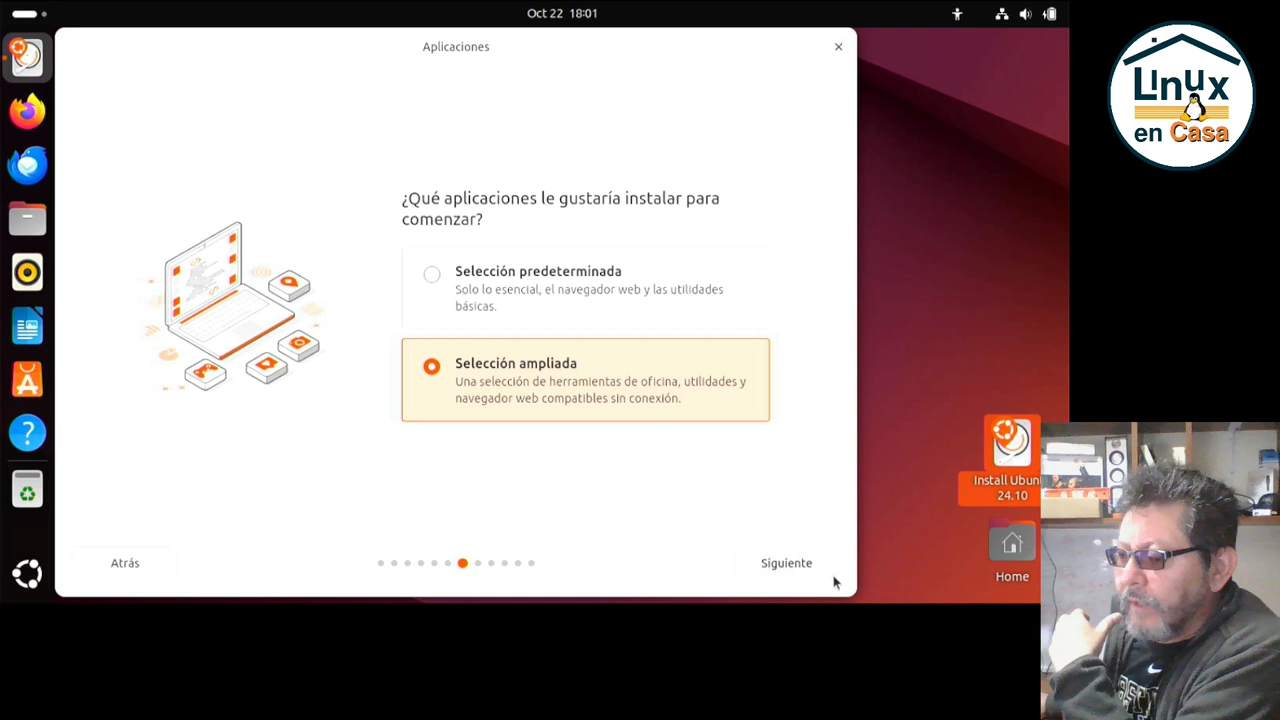 Oct 22 18:01
Aplicaciones
¿Qué aplicaciones le gustaría instalar para
comenzar?
Selección predeterminada
Solo lo esencial, el navegador web y las utilidades
básicas.
Selección ampliada
Una selección de herramientas de oficina, utilidades y
navegador web compatibles sin conexión.
Atrás
Siguiente
Linux
en Casa
Install Ubun
24.10
Home